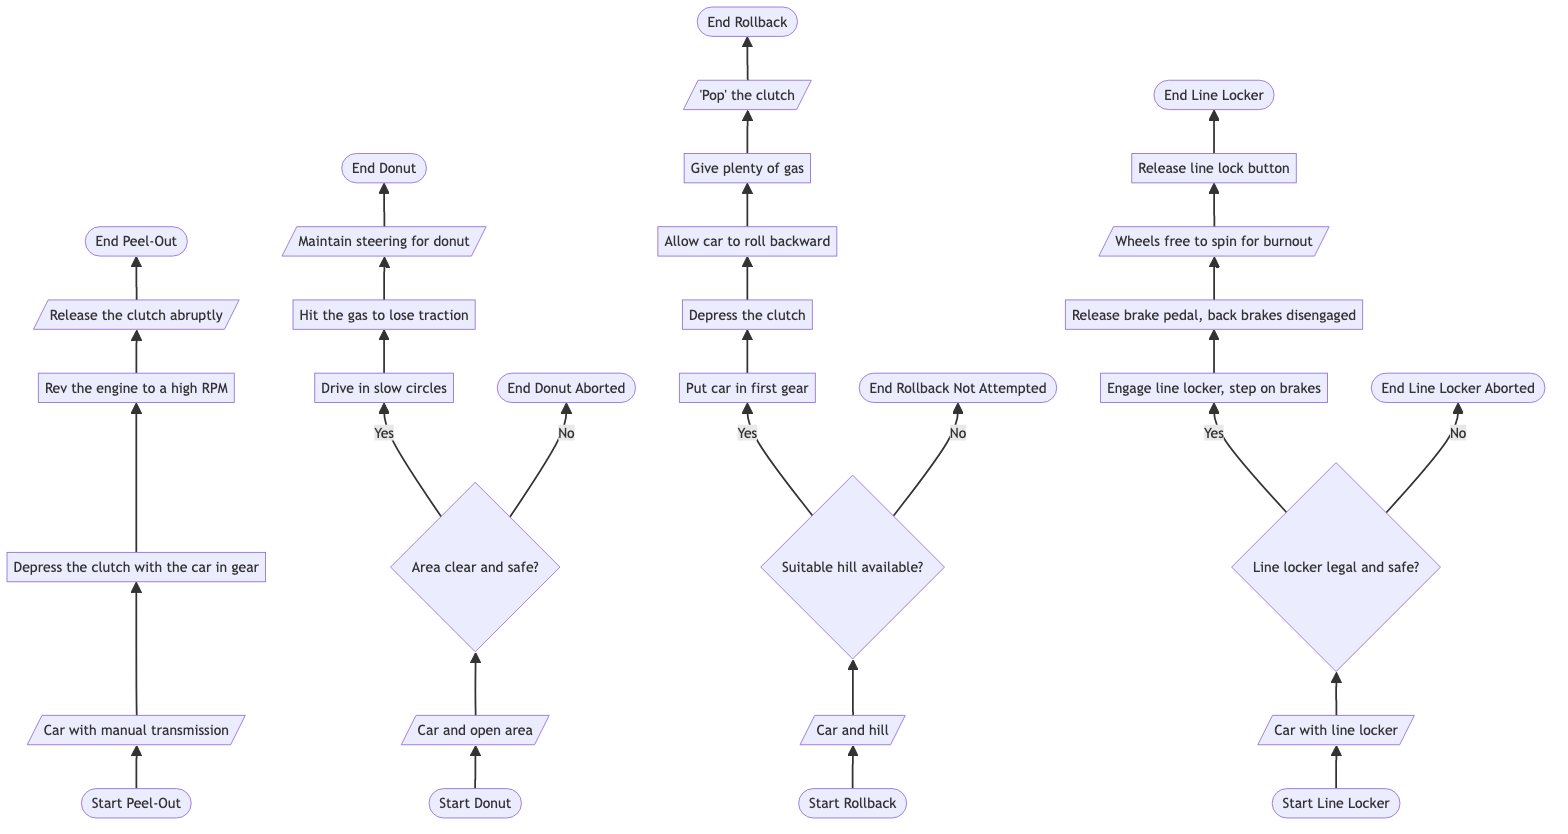 End Rollback
'Pop' the clutch
End Line Locker
End Donut
Give plenty of gas
Release line lock button
End Peel-Out
Maintain steering for donut
Allow car to roll backward
Wheels free to spin for burnout
Release the clutch abruptly
Hit the gas to lose traction
Depress the clutch
Release brake pedal, back brakes disengaged
Rev the engine to a high RPM
Drive in slow circles
End Donut Aborted
Put car in first gear
End Rollback Not Attempted
Engage line locker, step on brakes
End Line Locker Aborted
Yes
No
Yes
No
Yes
No
Depress the clutch with the car in gear
Area clear and safe?
Suitable hill available?
Line locker legal and safe?
Car with manual transmission
Car and open area
Car and hill
Car with line locker
Start Peel-Out
Start Donut
Start Rollback
Start Line Locker